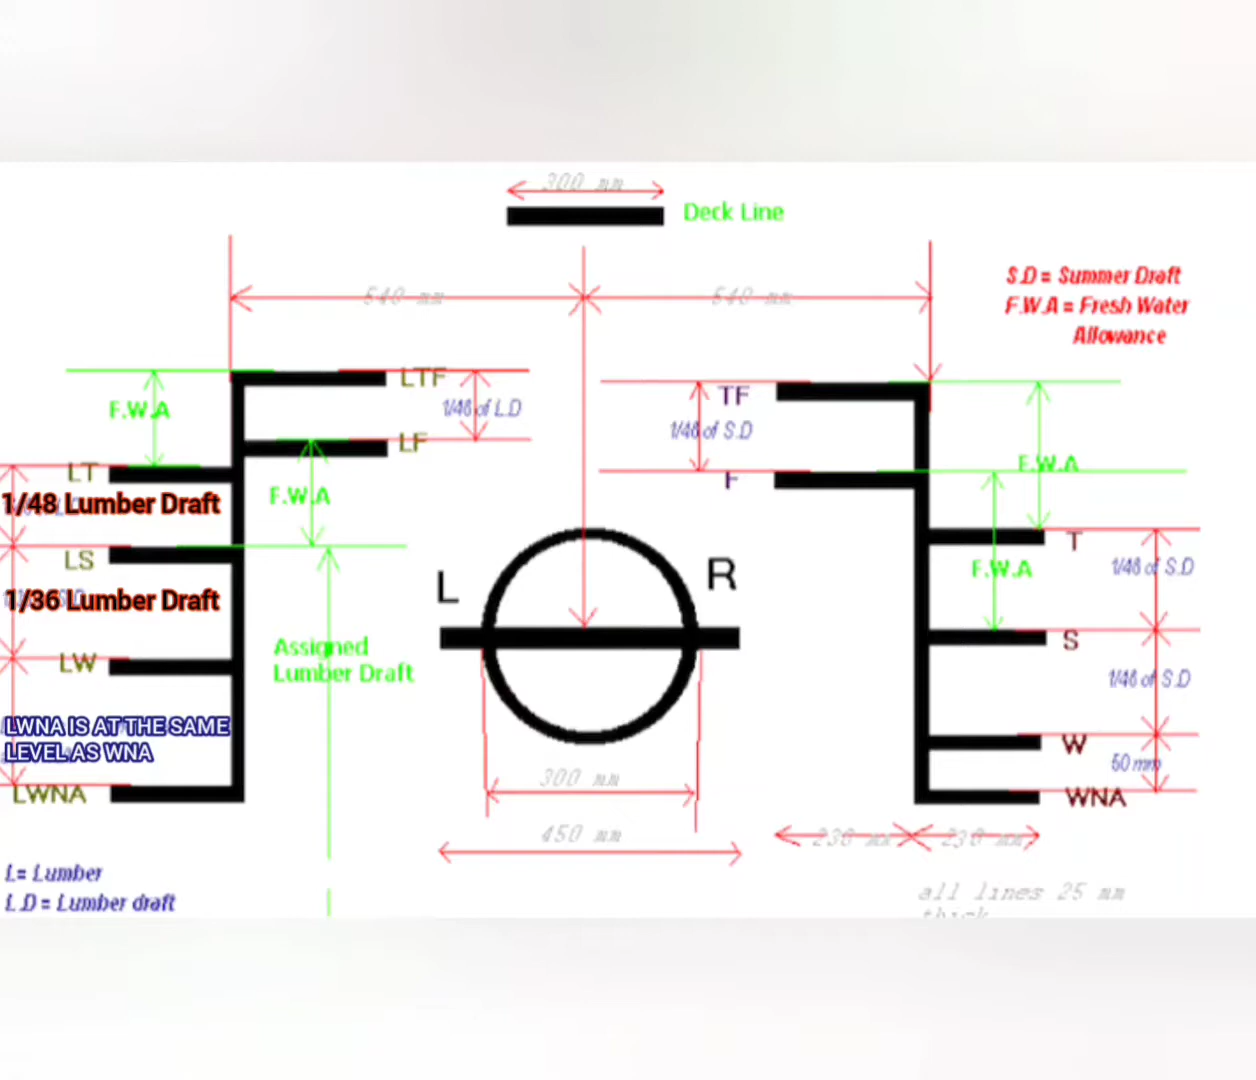 300 mm
Deck Line
S.D = Summer Draft
F.W.A = Fresh Water
Allowance
540 mm
540 mm
LTF
F.W.A
1/48 of L.D
LF
LT
1/48 Lumber Draft
F.W.A
LS
1/36 Lumber Draft
Assigned
Lumber Draft
LW
LWNA IS AT THE SAME
LEVEL AS WNA
LWNA
L= Lumber
L.D = Lumber draft
L
R
300 mm
450 mm
TF
1/48 of S.D
F
F.W.A
T
F.W.A
1/48 of S.D
S
1/48 of S.D
W
50 mm
WNA
230 mm
230 mm
all lines 25 mm
thick